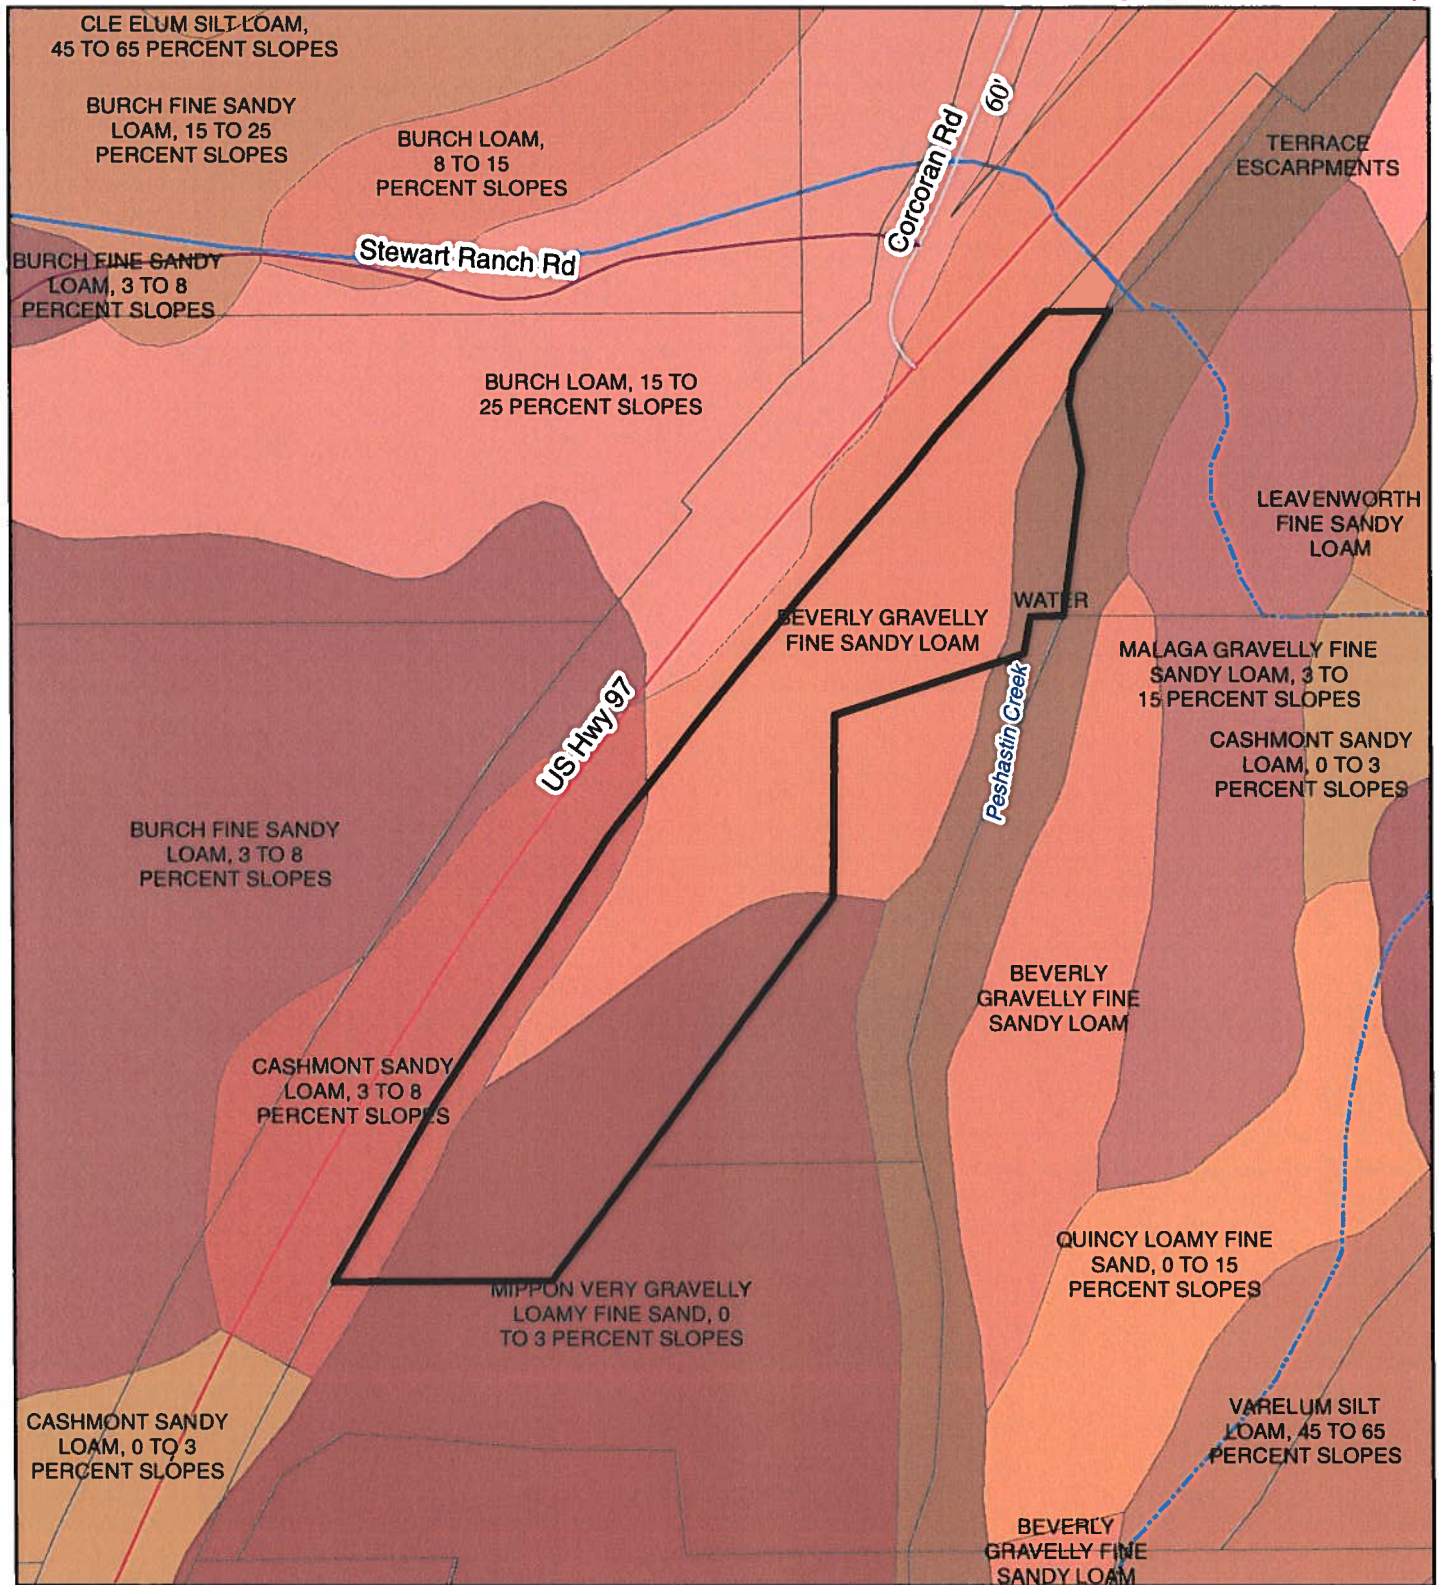 CLE ELUM SILT LOAM,
45 TO 65 PERCENT SLOPES
60'
BURCH FINE SANDY
LOAM, 15 TO 25
PERCENT SLOPES
BURCH LOAM,
8 TO 15
PERCENT SLOPES
Corcoran Rd
TERRACE
ESCARPMENTS
Stewart Ranch Rd
BURCH FINE SANDY
LOAM, 3 TO 8
PERCENT SLOPES
BURCH LOAM, 15 TO
25 PERCENT SLOPES
LEAVENWORTH
FINE SANDY
LOAM
WATER
BEVERLY GRAVELLY
FINE SANDY LOAM
MALAGA GRAVELLY FINE
SANDY LOAM, 3 TO
15 PERCENT SLOPES
US Hwy 97
Peshastin Creek
CASHMONT SANDY
LOAM, 0 TO 3
PERCENT SLOPES
BURCH FINE SANDY
LOAM, 3 TO 8
PERCENT SLOPES
BEVERLY
GRAVELLY FINE
SANDY LOAM
CASHMONT SANDY
LOAM, 3 TO 8
PERCENT SLOPES
QUINCY LOAMY FINE
SAND, 0 TO 15
PERCENT SLOPES
MIPPON VERY GRAVELLY
LOAMY FINE SAND, 0
TO 3 PERCENT SLOPES
CASHMONT SANDY
LOAM, 0 TO 3
PERCENT SLOPES
VARELUM SILT
LOAM, 45 TO 65
PERCENT SLOPES
BEVERLY
GRAVELLY FINE
SANDY LOAM